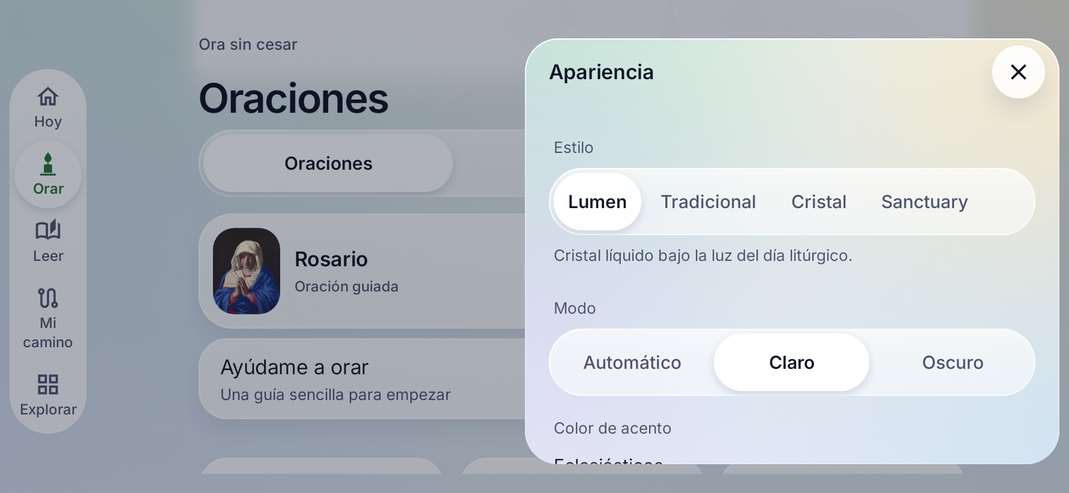 Ora sin cesar
Oraciones
Hoy
Orar
Leer
Mi
camino
Explorar
Oraciones
Rosario
Oración guiada
Ayúdame a orar
Una guía sencilla para empezar
Apariencia
Estilo
Lumen
Tradicional
Cristal
Sanctuary
Cristal líquido bajo la luz del día litúrgico.
Modo
Automático
Claro
Oscuro
Color de acento